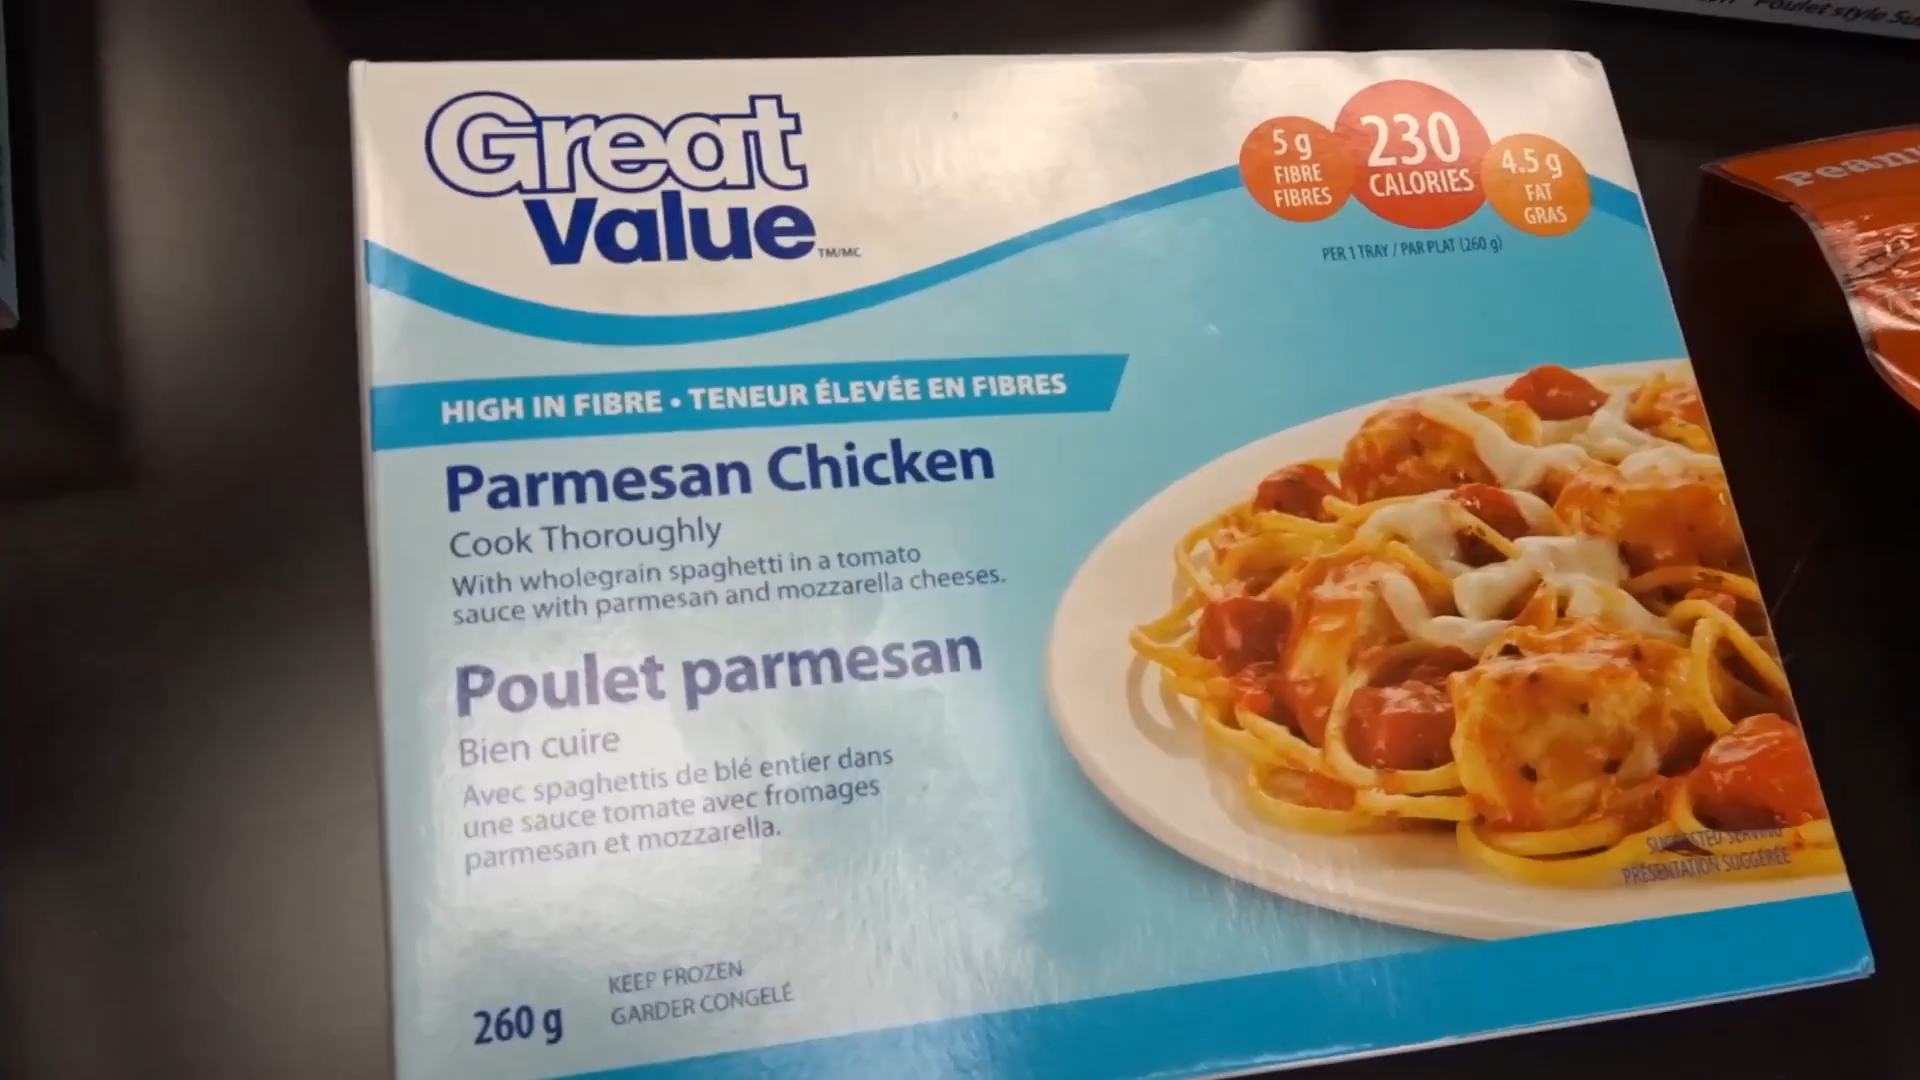 Poulet style
Great
Value
TM/MC
5 g
FIBRE
FIBRES
230
CALORIES
4.5 g
FAT
GRAS
PER 1 TRAY / PAR PLAT (260 g)
HIGH IN FIBRE • TENEUR ÉLEVÉE EN FIBRES
Parmesan Chicken
Cook Thoroughly
With wholegrain spaghetti in a tomato
sauce with parmesan and mozzarella cheeses.
Poulet parmesan
Bien cuire
Avec spaghettis de blé entier dans
une sauce tomate avec fromages
parmesan et mozzarella.
SUGGESTED SERVING
PRÉSENTATION SUGGÉRÉE
260 g
KEEP FROZEN
GARDER CONGELÉ